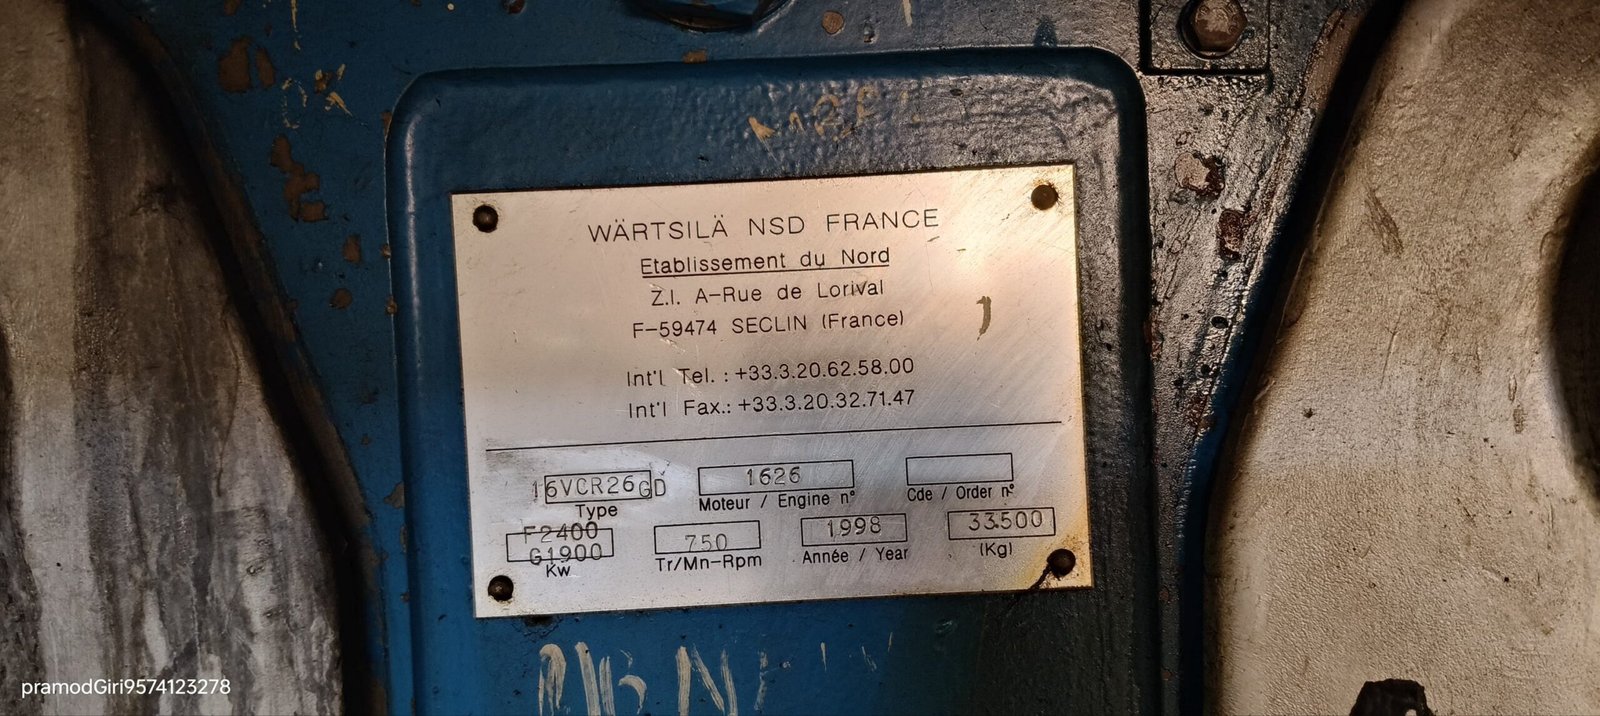 WÄRTSILÄ NSD FRANCE
Etablissement du Nord
Z.I. A-Rue de Lorival
F-59474 SECLIN (France)
Int'l Tel. : +33.3.20.62.58.00
Int'l Fax.: +33.3.20.32.71.47
16VCR26GD 1626
Type Moteur / Engine n° Cde / Order n°
F2400
G1900 750 1998 33.500
Kw Tr/Mn-Rpm Année / Year (Kg)
pramodGiri9574123278